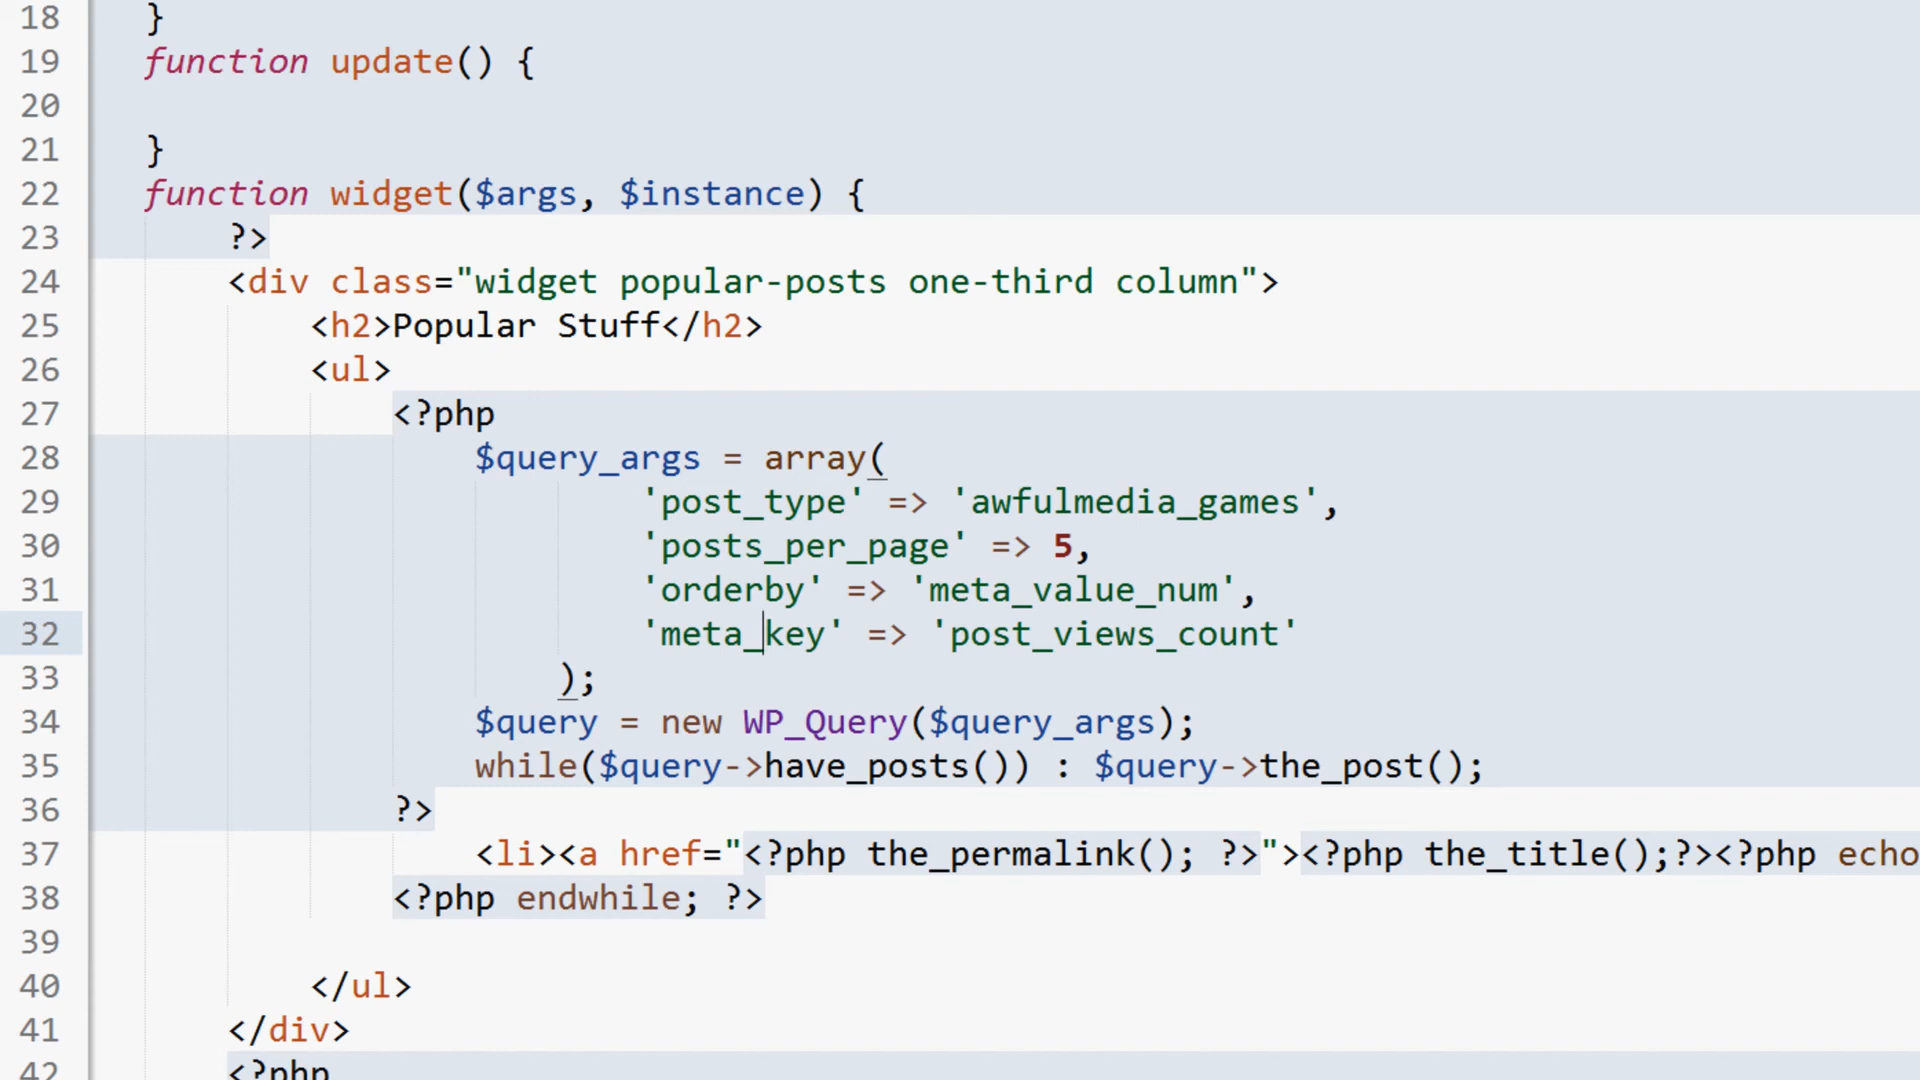 18 }
19 function update() {
20
21 }
22 function widget($args, $instance) {
23 ?>
24 <div class="widget popular-posts one-third column">
25 <h2>Popular Stuff</h2>
26 <ul>
27 <?php
28 $query_args = array(
29 'post_type' => 'awfulmedia_games',
30 'posts_per_page' => 5,
31 'orderby' => 'meta_value_num',
32 'meta_key' => 'post_views_count'
33 );
34 $query = new WP_Query($query_args);
35 while($query->have_posts()) : $query->the_post();
36 ?>
37 <li><a href="<?php the_permalink(); ?>"><?php the_title();?><?php echo
38 <?php endwhile; ?>
39
40 </ul>
41 </div>
42 <?php